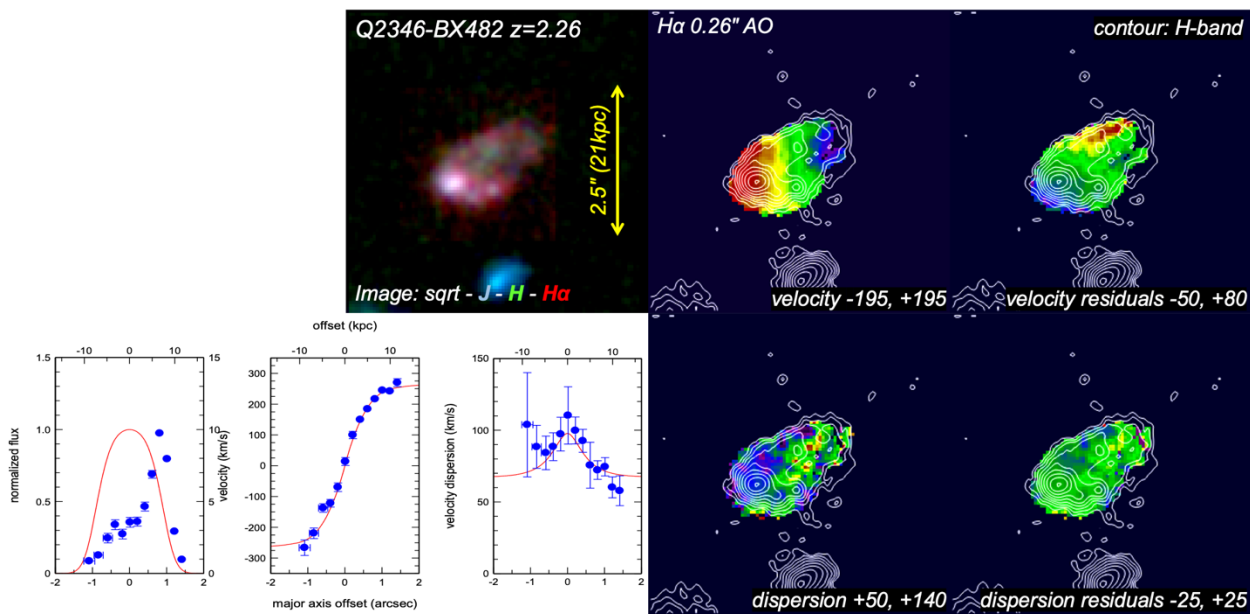 Q2346-BX482 z=2.26
2.5" (21kpc)
Image: sqrt - J - H - Hα
Hα 0.26" AO
contour: H-band
velocity -195, +195
velocity residuals -50, +80
offset (kpc)
-10 0 10
-10 0 10
-10 0 10
1.5
1.0
0.5
0
normalized flux
15
10
5
0
velocity (km/s)
300
200
100
0
-100
-200
-300
150
100
50
0
velocity dispersion (km/s)
-2 -1 0 1 2
-2 -1 0 1 2
-2 -1 0 1 2
major axis offset (arcsec)
dispersion +50, +140
dispersion residuals -25, +25